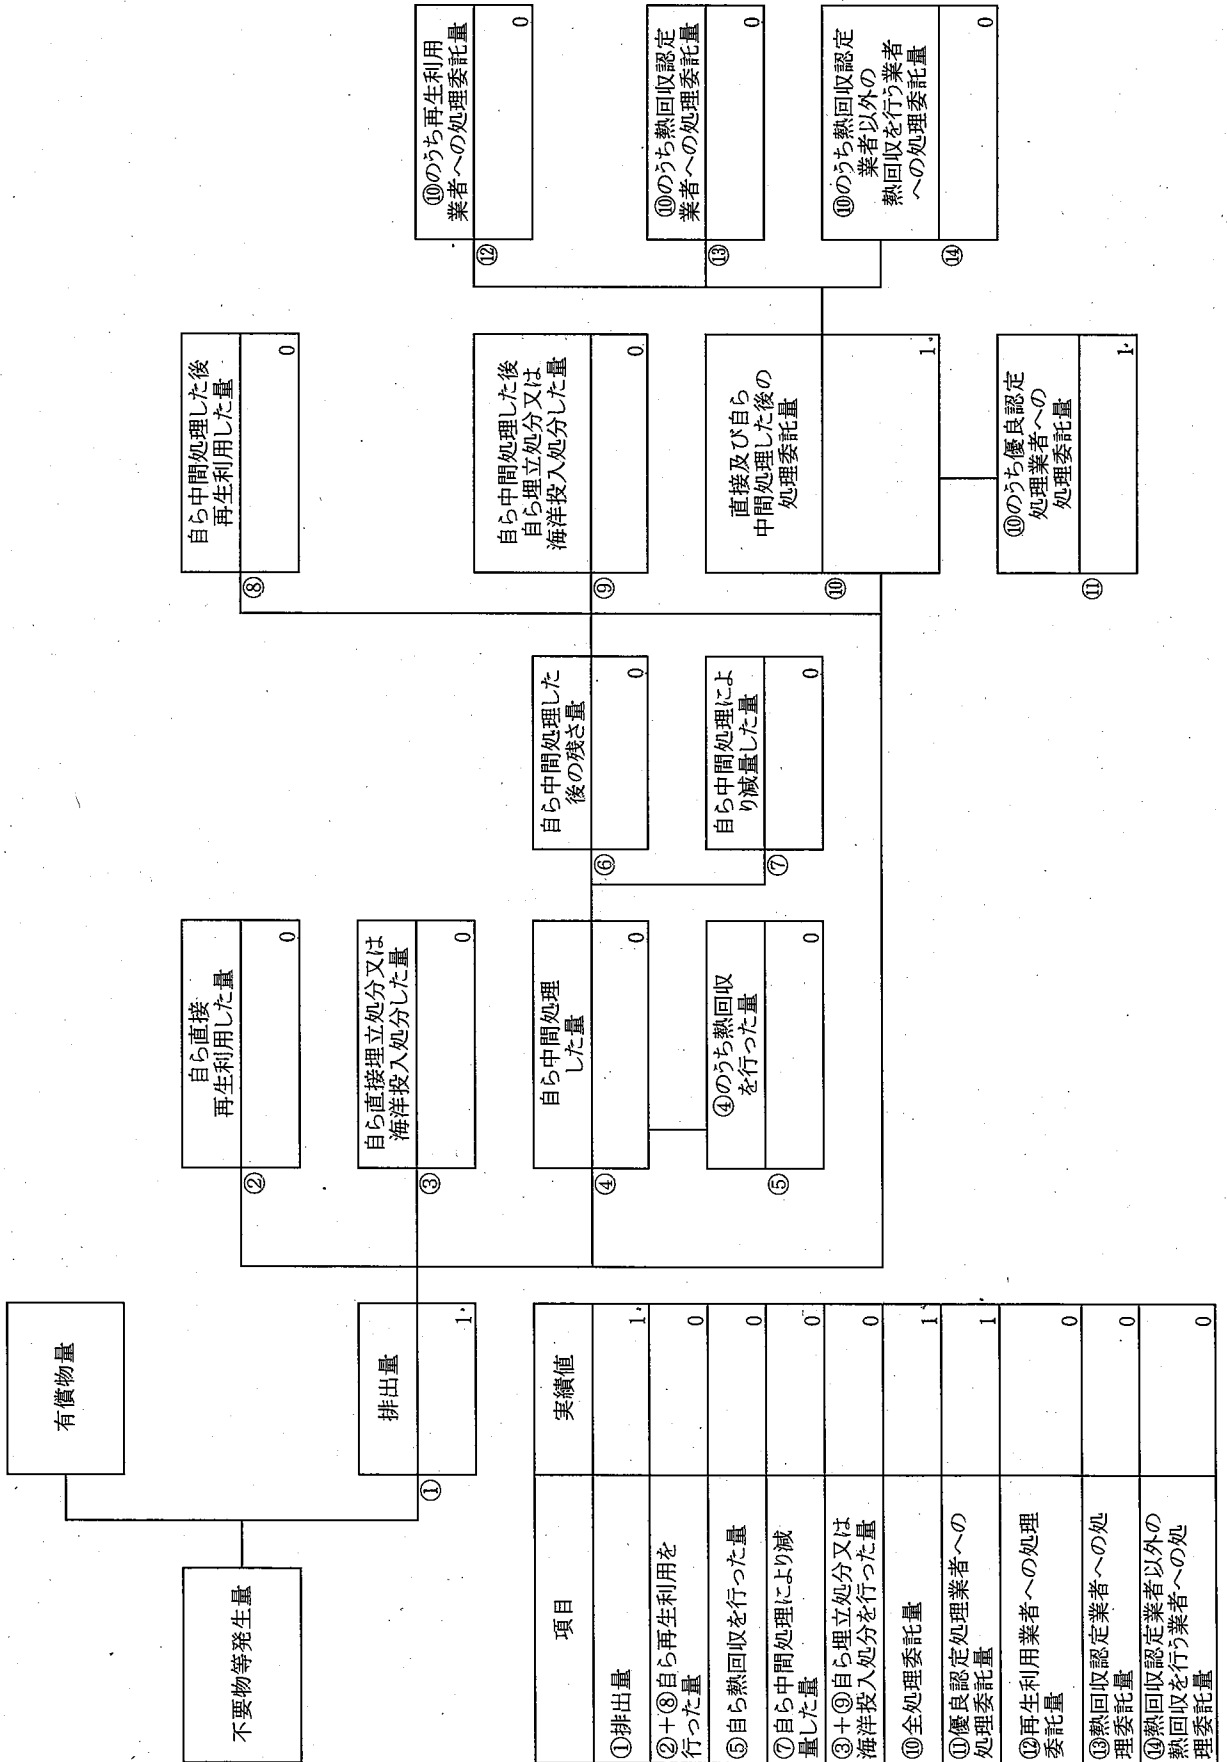 不要物等発生量
有償物量
①
排出量
1.
②
自ら直接
再生利用した量
0
③
自ら直接埋立処分又は
海洋投入処分した量
0
④
自ら中間処理
した量
0
⑤
④のうち熱回収
を行った量
0
⑥
自ら中間処理した
後の残さ量
0
⑦
自ら中間処理によ
り減量した量
0
⑧
自ら中間処理した後
再生利用した量
0
⑨
自ら中間処理した後
自ら埋立処分又は
海洋投入処分した量
0
⑩
直接及び自ら
中間処理した後の
処理委託量
1.
⑪
⑩のうち優良認定
処理業者への
処理委託量
1.
⑫
⑩のうち再生利用
業者への処理委託量
0
⑬
⑩のうち熱回収認定
業者への処理委託量
0
⑭
⑩のうち熱回収認定
業者以外の
熱回収を行う業者
への処理委託量
0
項目 実績値
①排出量 1.
②+⑧自ら再生利用を
行った量 0
⑤自ら熱回収を行った量 0
⑦自ら中間処理により減
量した量 0
③+⑨自ら埋立処分又は
海洋投入処分を行った量 0
⑩全処理委託量 1
⑪優良認定処理業者への
処理委託量 1
⑫再生利用業者への処理
委託量 0
⑬熱回収認定業者への処
理委託量 0
⑭熱回収認定業者以外の
熱回収を行う業者への処
理委託量 0